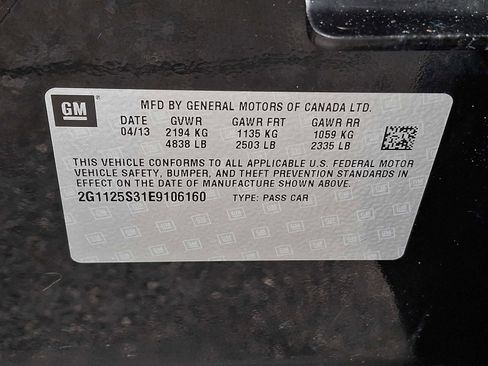 GM MFD BY GENERAL MOTORS OF CANADA LTD.
DATE GVWR GAWR FRT GAWR RR
04/13 2194 KG 1135 KG 1059 KG
4838 LB 2503 LB 2335 LB
THIS VEHICLE CONFORMS TO ALL APPLICABLE U.S. FEDERAL MOTOR
VEHICLE SAFETY, BUMPER, AND THEFT PREVENTION STANDARDS IN
EFFECT ON THE DATE OF MANUFACTURE SHOWN ABOVE.
2G1125S31E9106160 TYPE: PASS CAR